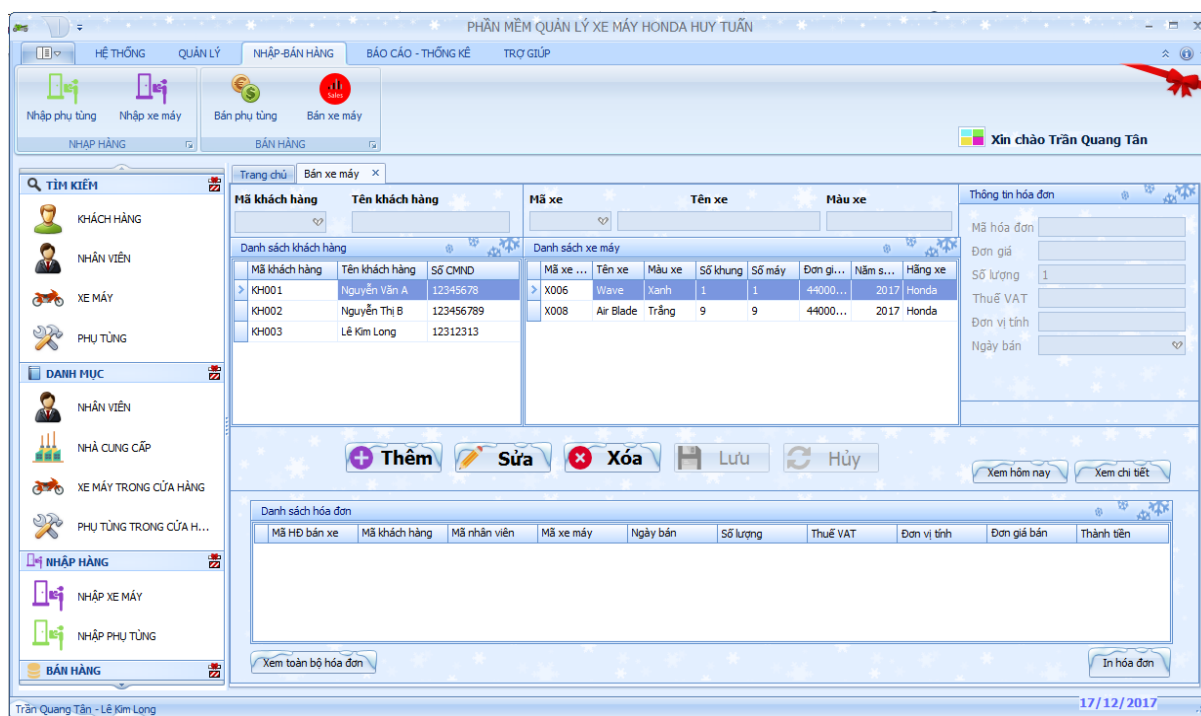 PHẦN MỀM QUẢN LÝ XE MÁY HONDA HUY TUẤN
HỆ THỐNG QUẢN LÝ NHẬP-BÁN HÀNG BÁO CÁO - THỐNG KÊ TRỢ GIÚP
Nhập phụ tùng Nhập xe máy Bán phụ tùng Sales Bán xe máy
NHẬP HÀNG BÁN HÀNG
Xin chào Trần Quang Tân
TÌM KIẾM
KHÁCH HÀNG
NHÂN VIÊN
XE MÁY
PHỤ TÙNG
DANH MỤC
NHÂN VIÊN
NHÀ CUNG CẤP
XE MÁY TRONG CỬA HÀNG
PHỤ TÙNG TRONG CỬA H...
NHẬP HÀNG
NHẬP XE MÁY
NHẬP PHỤ TÙNG
BÁN HÀNG
Trang chủ Bán xe máy
Mã khách hàng Tên khách hàng
Danh sách khách hàng
Mã khách hàng Tên khách hàng Số CMND
KH001 Nguyễn Văn A 12345678
KH002 Nguyễn Thị B 123456789
KH003 Lê Kim Long 12312313
Mã xe Tên xe Màu xe
Danh sách xe máy
Mã xe ... Tên xe Màu xe Số khung Số máy Đơn gi... Năm s... Hãng xe
X006 Wave Xanh 1 1 44000... 2017 Honda
X008 Air Blade Trắng 9 9 44000... 2017 Honda
Thông tin hóa đơn
Mã hóa đơn
Đơn giá
Số lượng 1
Thuế VAT
Đơn vị tính
Ngày bán
Thêm Sửa Xóa Lưu Hủy
Xem hôm nay Xem chi tiết
Danh sách hóa đơn
Mã HĐ bán xe Mã khách hàng Mã nhân viên Mã xe máy Ngày bán Số lượng Thuế VAT Đơn vị tính Đơn giá bán Thành tiền
Xem toàn bộ hóa đơn In hóa đơn
Trần Quang Tân - Lê Kim Long 17/12/2017